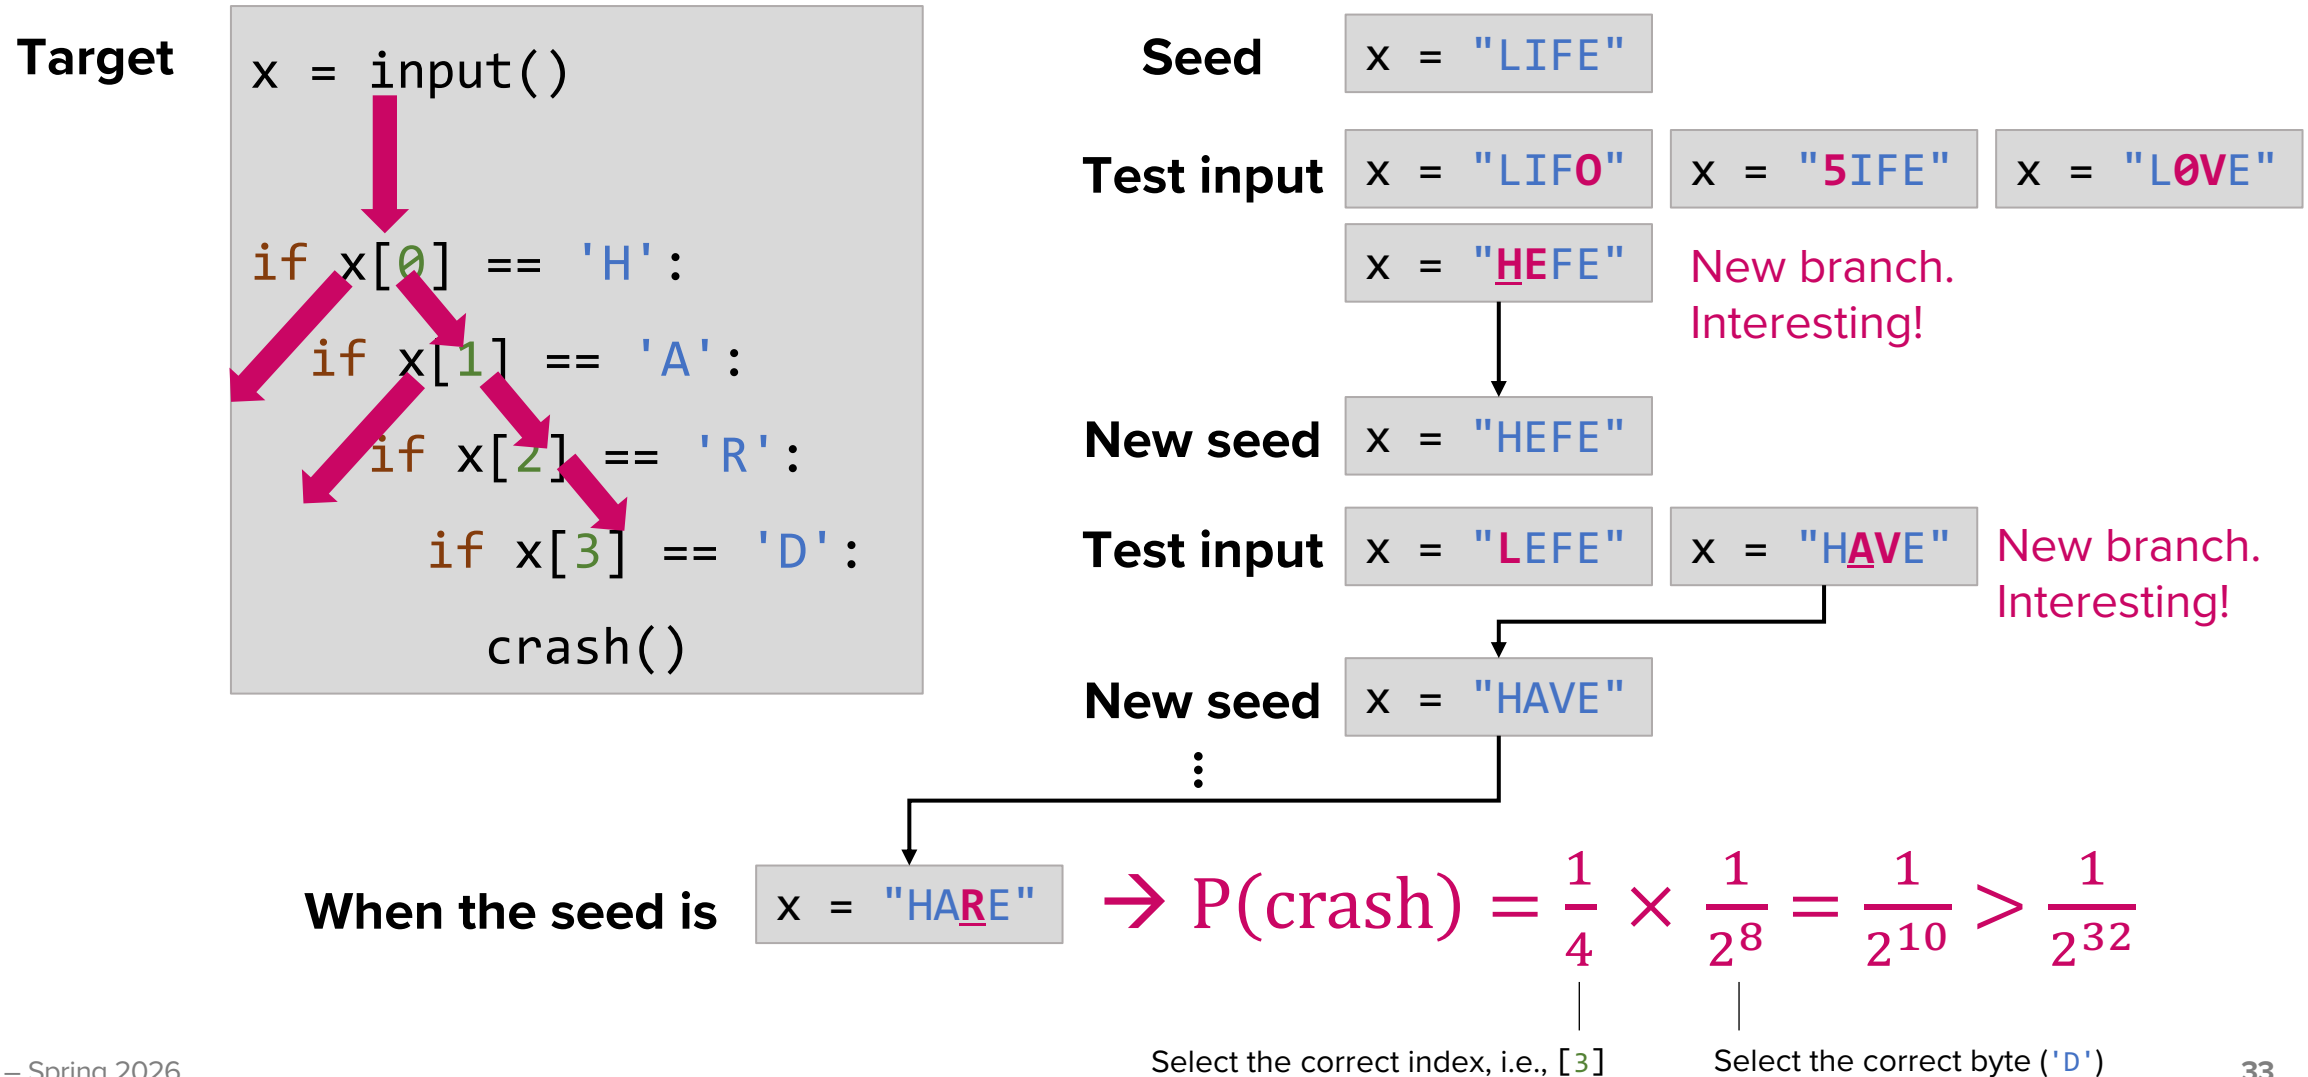 Target
x = input()
if x[0] == 'H':
if x[1] == 'A':
if x[2] == 'R':
if x[3] == 'D':
crash()
Seed
x = "LIFE"
Test input
x = "LIFO"
x = "5IFE"
x = "L0VE"
x = "HEFE"
New branch.
Interesting!
New seed
x = "HEFE"
Test input
x = "LEFE"
x = "HAVE"
New branch.
Interesting!
New seed
x = "HAVE"
⋮
When the seed is
x = "HARE"
→ P(crash) = 1/4 × 1/2^8 = 1/2^10 > 1/2^32
Select the correct index, i.e., [3]
Select the correct byte ('D')
– Spring 2026
33